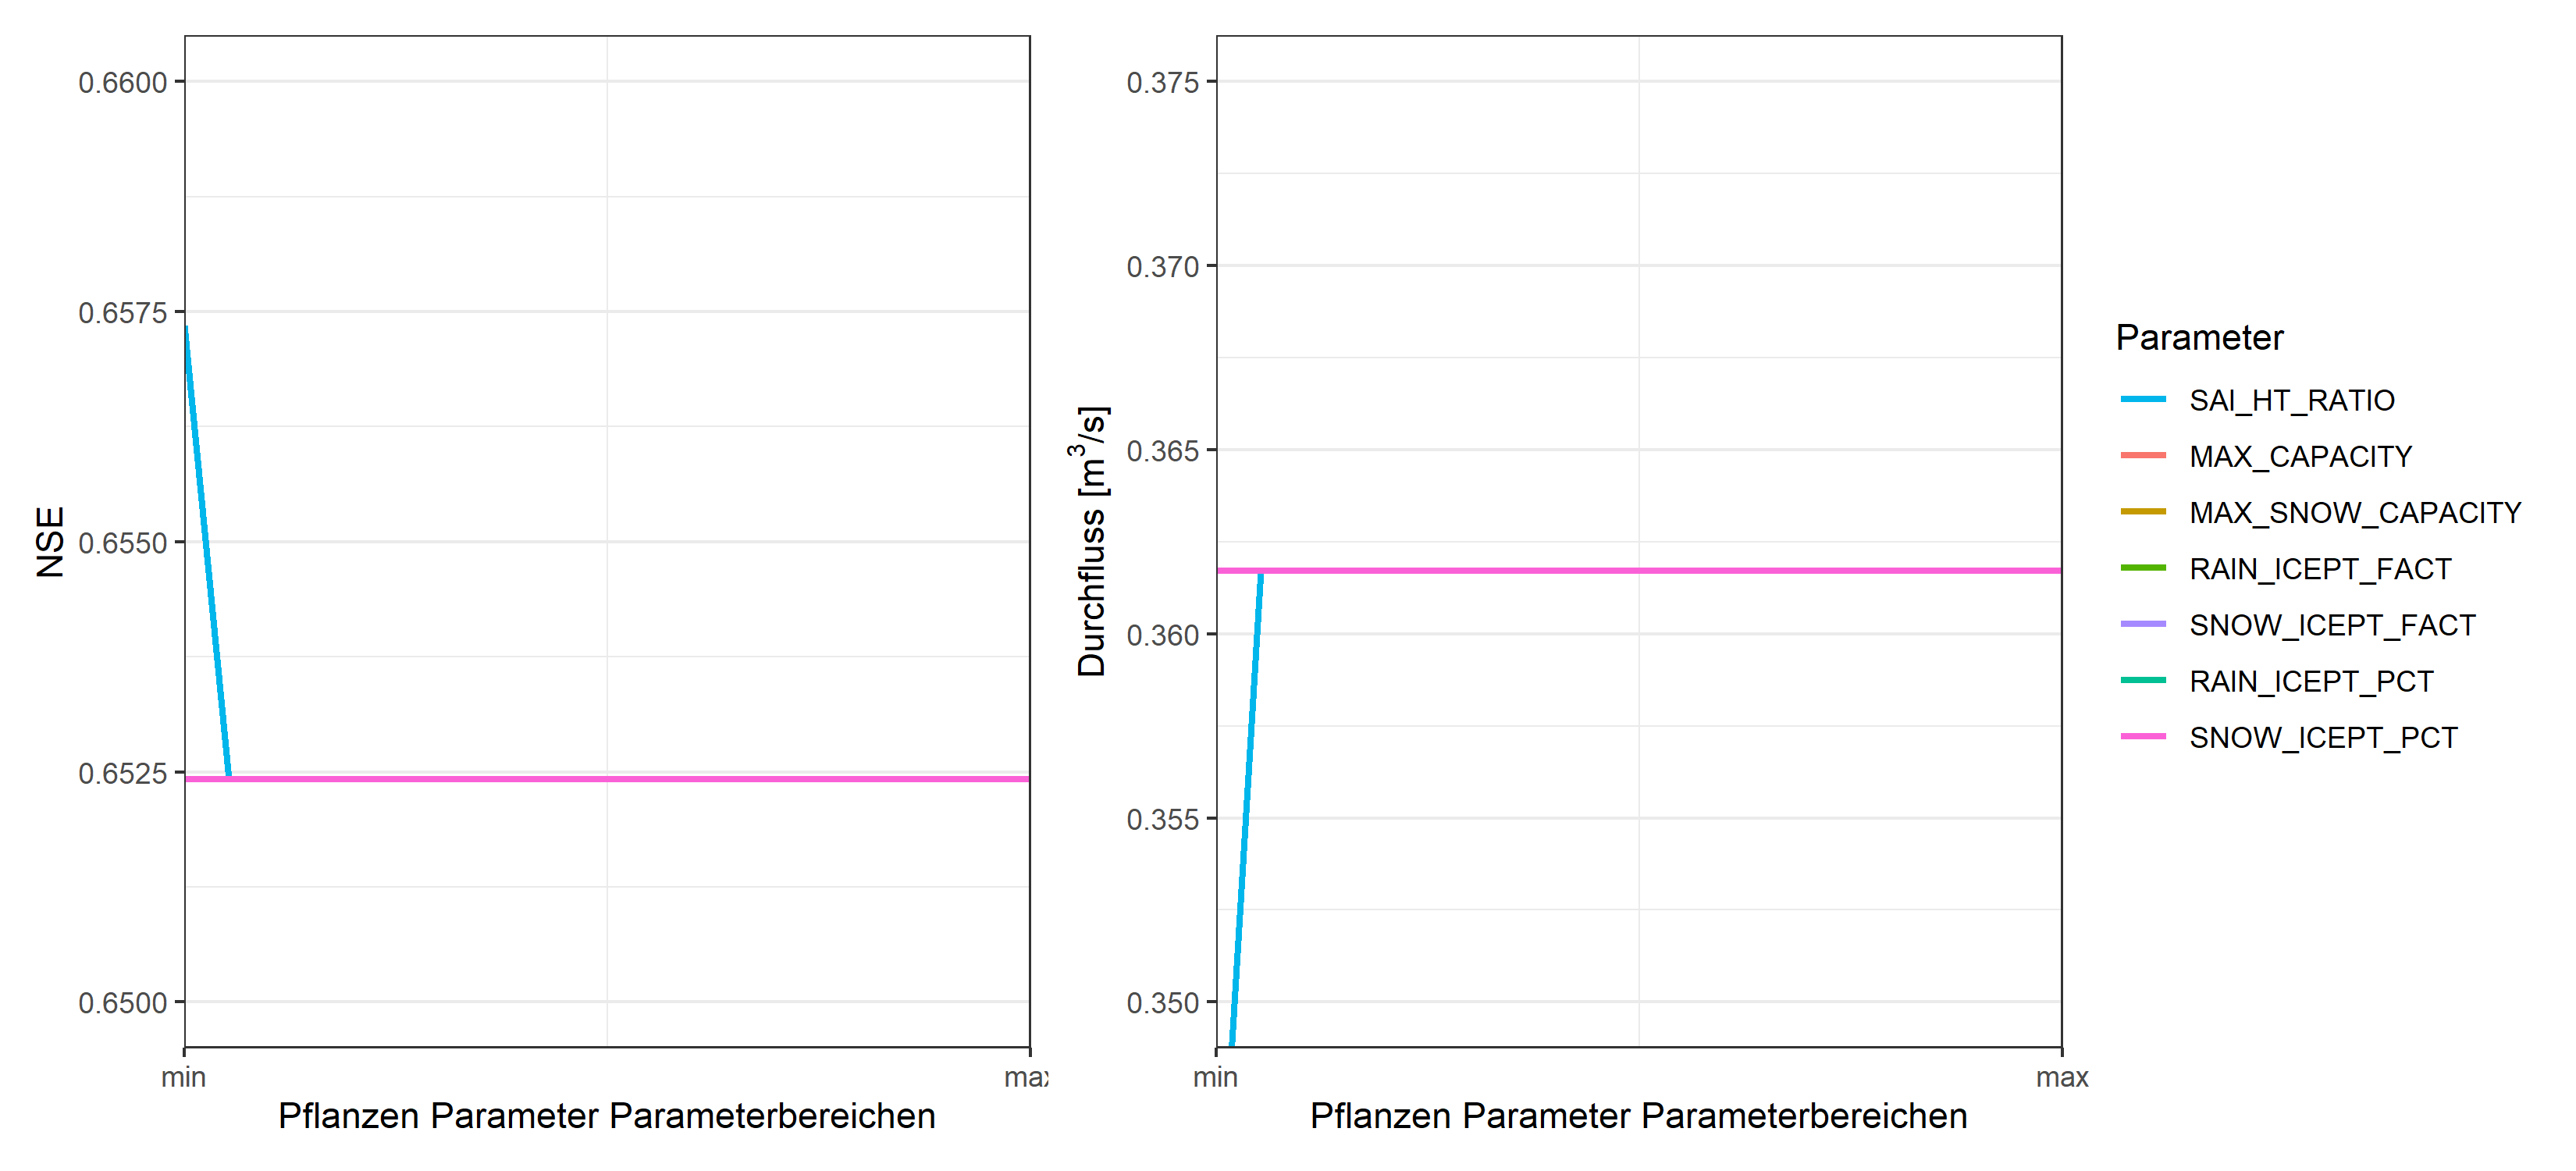 NSE
0.6600
0.6575
0.6550
0.6525
0.6500
min
max
Pflanzen Parameter Parameterbereichen
Durchfluss [m³/s]
0.375
0.370
0.365
0.360
0.355
0.350
min
max
Pflanzen Parameter Parameterbereichen
Parameter
SAI_HT_RATIO
MAX_CAPACITY
MAX_SNOW_CAPACITY
RAIN_ICEPT_FACT
SNOW_ICEPT_FACT
RAIN_ICEPT_PCT
SNOW_ICEPT_PCT